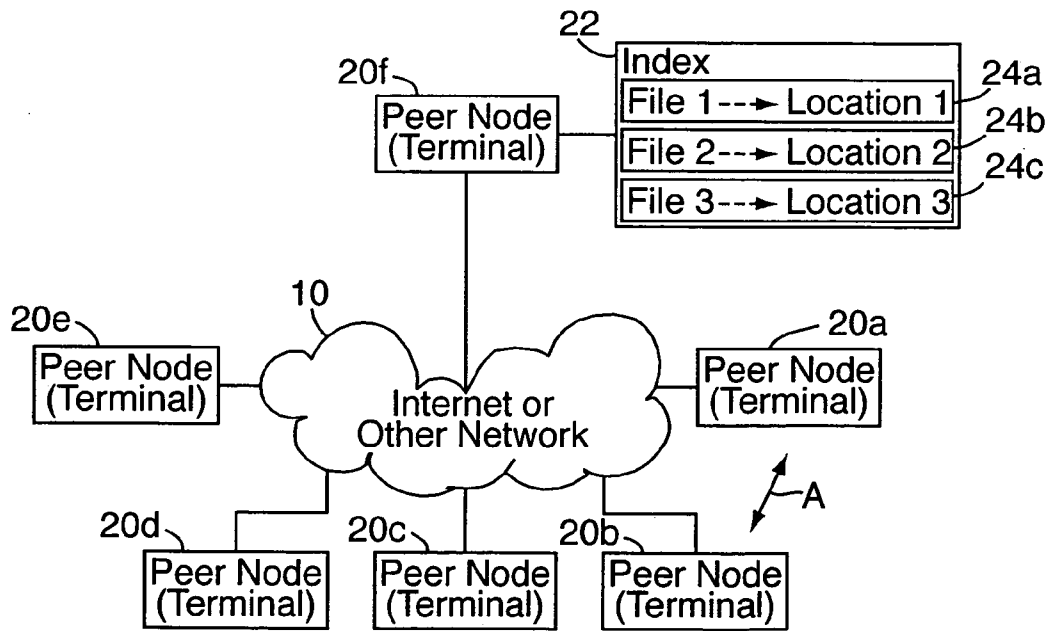 22
Index
20f
24a
File 1 ---► Location 1
Peer Node
(Terminal)
24b
File 2 ---► Location 2
24c
File 3 ---► Location 3
10
20e
20a
Peer Node
(Terminal)
Peer Node
(Terminal)
Internet or
Other Network
A
20d
20c
20b
Peer Node
(Terminal)
Peer Node
(Terminal)
Peer Node
(Terminal)